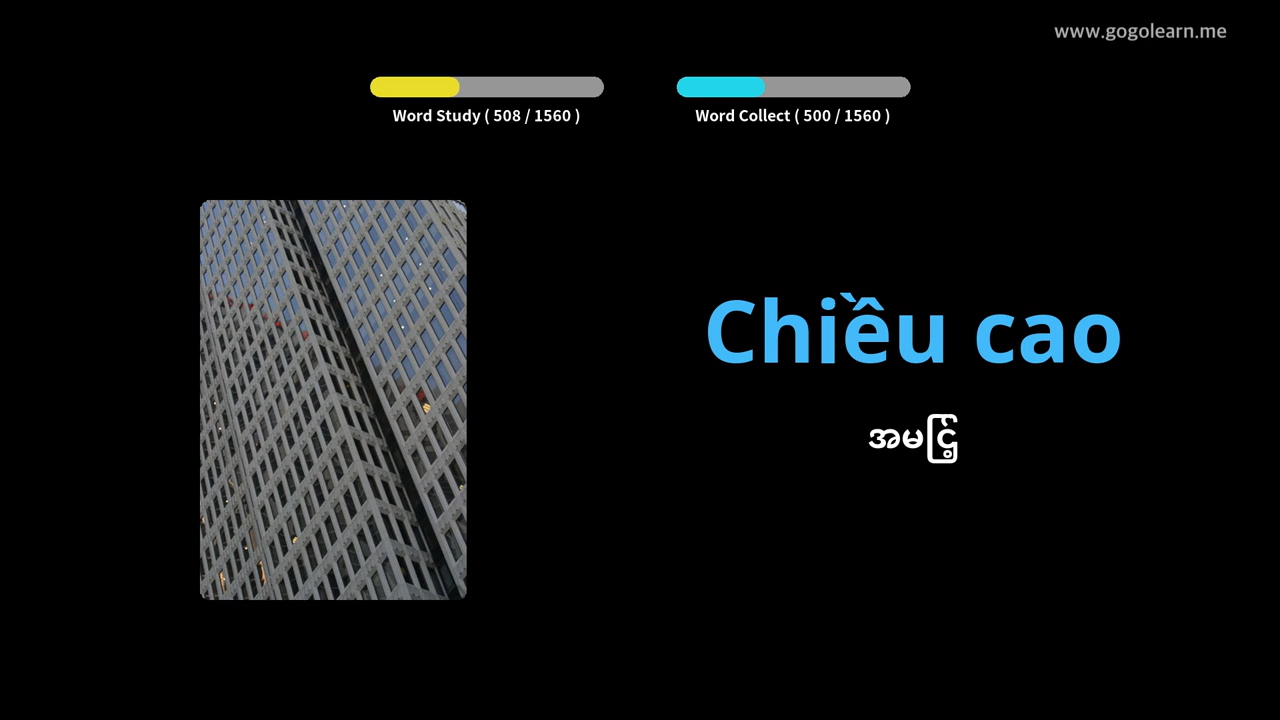 www.gogolearn.me
Word Study ( 508 / 1560 )
Word Collect ( 500 / 1560 )
Chiều cao
အမြင့်